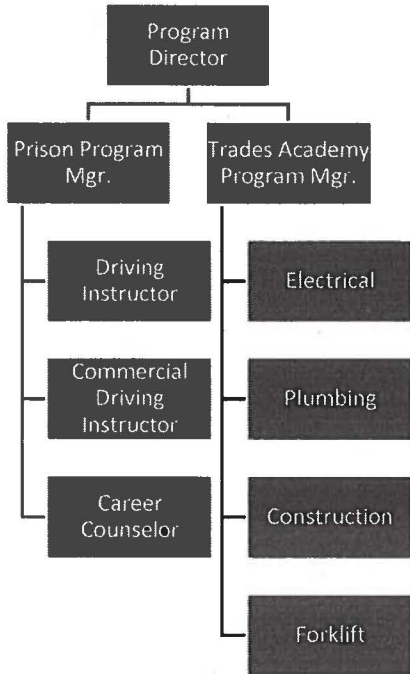 Program
Director
Prison Program
Mgr.
Trades Academy
Program Mgr.
Driving
Instructor
Commercial
Driving
Instructor
Career
Counselor
Electrical
Plumbing
Construction
Forklift